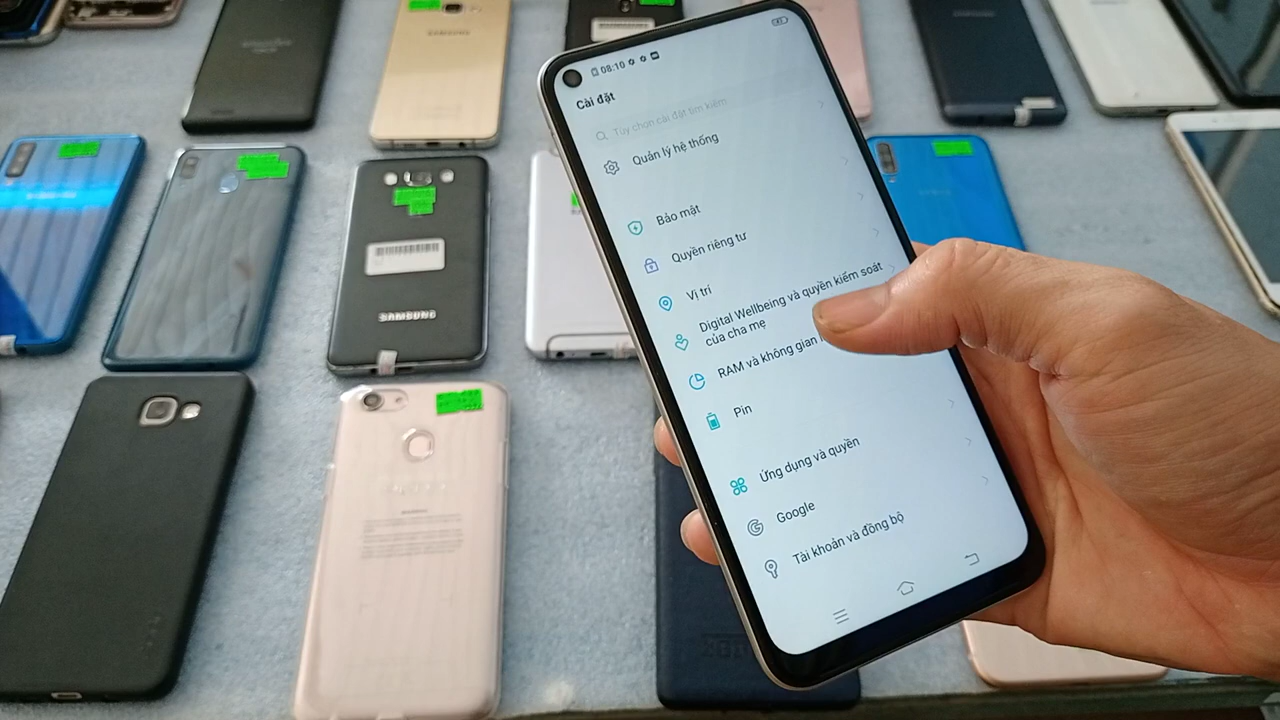 08:10
Cài đặt
Tùy chọn cài đặt tìm kiếm
Quản lý hệ thống
Bảo mật
Quyền riêng tư
Vị trí
Digital Wellbeing và quyền kiểm soát
của cha mẹ
RAM và không gian
Pin
Ứng dụng và quyền
Google
Tài khoản và đồng bộ
SAMSUNG
SAMSUNG